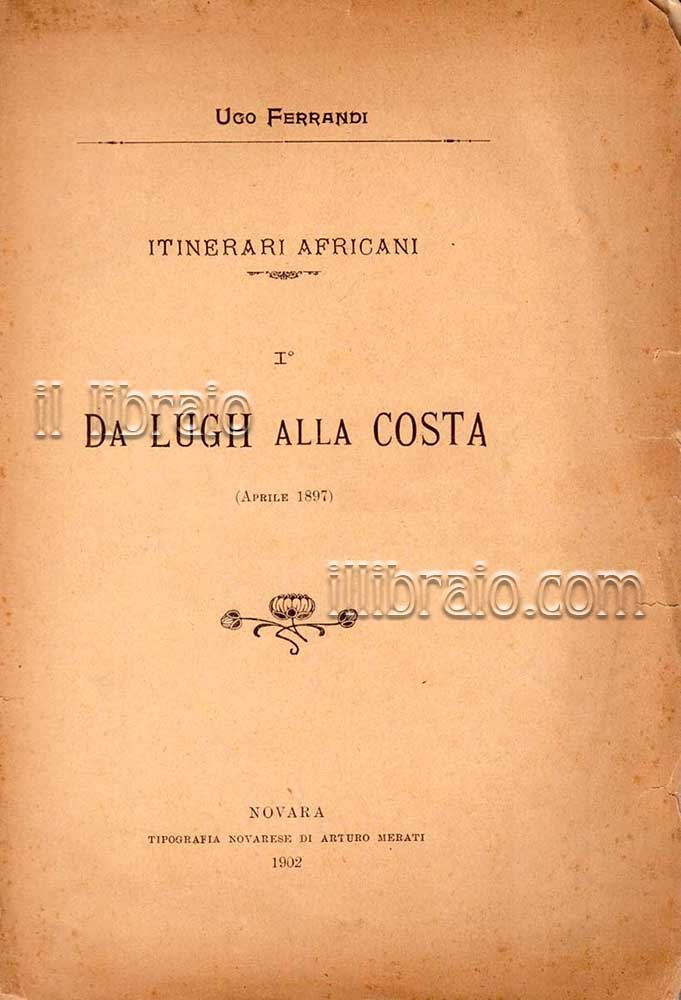 UGO FERRANDI
ITINERARI AFRICANI
I°
DA LUGH ALLA COSTA
il libraio
(APRILE 1897)
illibraio.com
NOVARA
TIPOGRAFIA NOVARESE DI ARTURO MERATI
1902